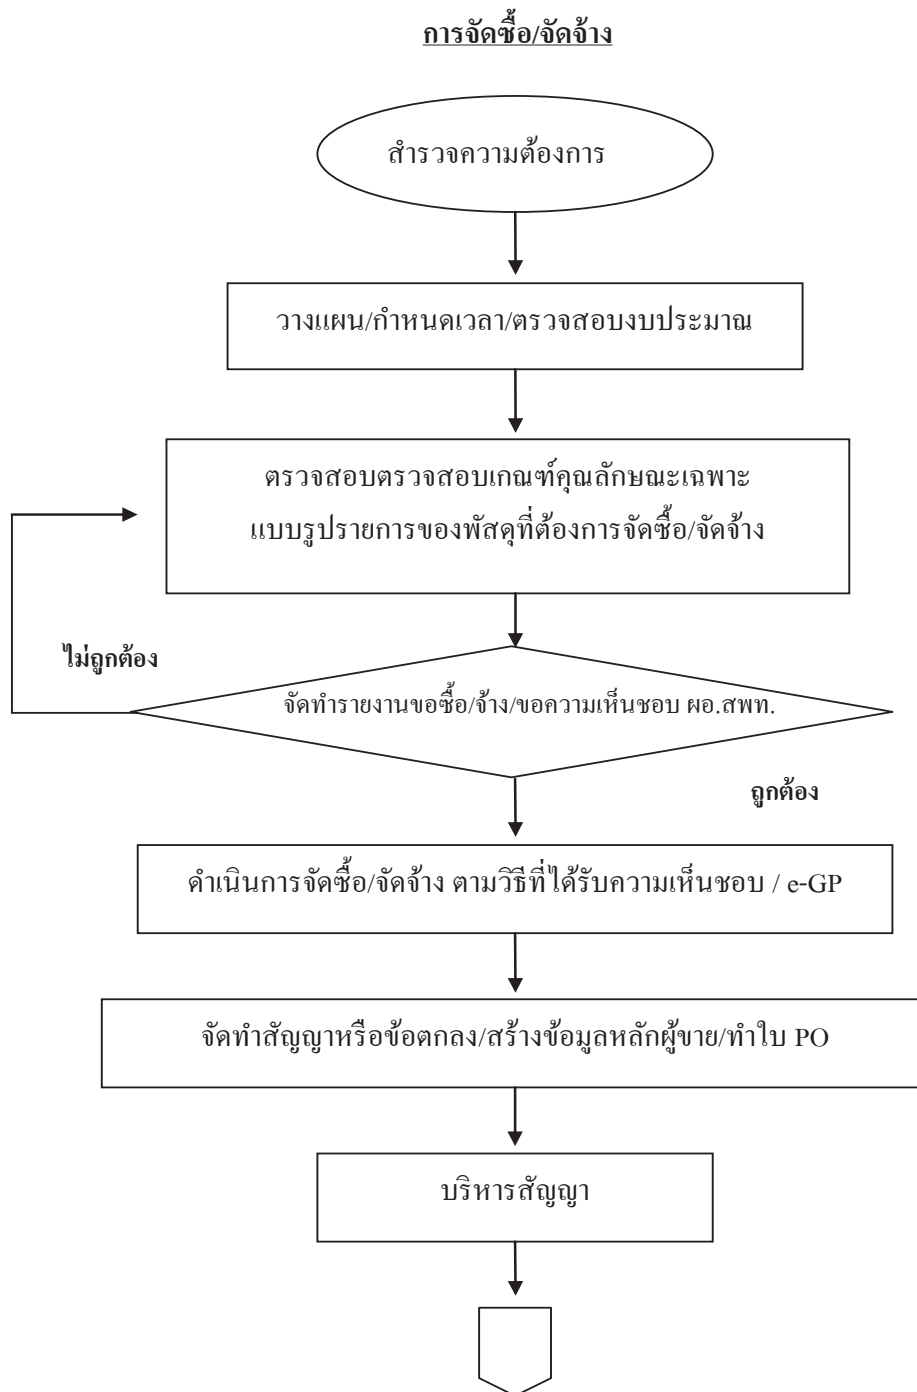 การจัดซื้อ/จัดจ้าง
สำรวจความต้องการ
วางแผน/กำหนดเวลา/ตรวจสอบงบประมาณ
ตรวจสอบตรวจสอบเกณฑ์คุณลักษณะเฉพาะ
แบบรูปรายการของพัสดุที่ต้องการจัดซื้อ/จัดจ้าง
ไม่ถูกต้อง
จัดทำรายงานขอซื้อ/จ้าง/ขอความเห็นชอบ ผอ.สพท.
ถูกต้อง
ดำเนินการจัดซื้อ/จัดจ้าง ตามวิธีที่ได้รับความเห็นชอบ / e-GP
จัดทำสัญญาหรือข้อตกลง/สร้างข้อมูลหลักผู้ขาย/ทำใบ PO
บริหารสัญญา